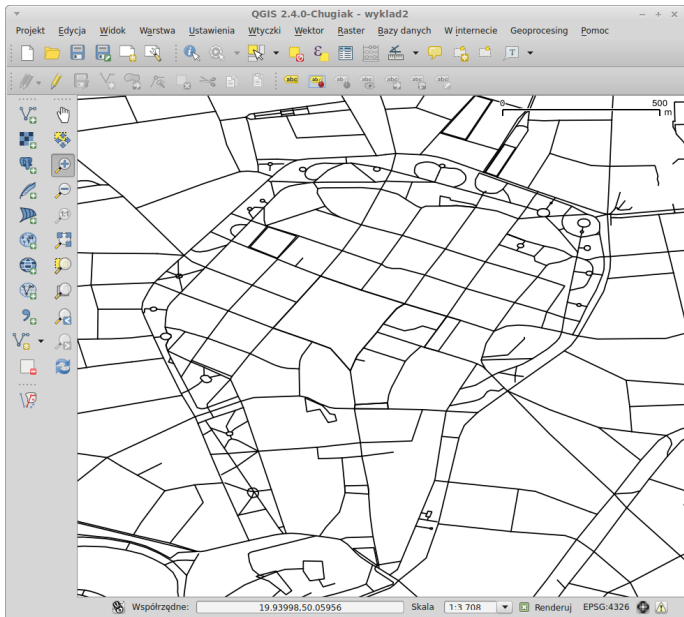 QGIS 2.4.0-Chugiak - wyklad2
Projekt Edycja Widok Warstwa Ustawienia Wtyczki Wektor Raster Bazy danych W internecie Geoprocesing Pomoc
0 500
m
Współrzędne: 19.93998,50.05956 Skala 1:3 708 Renderuj EPSG:4326